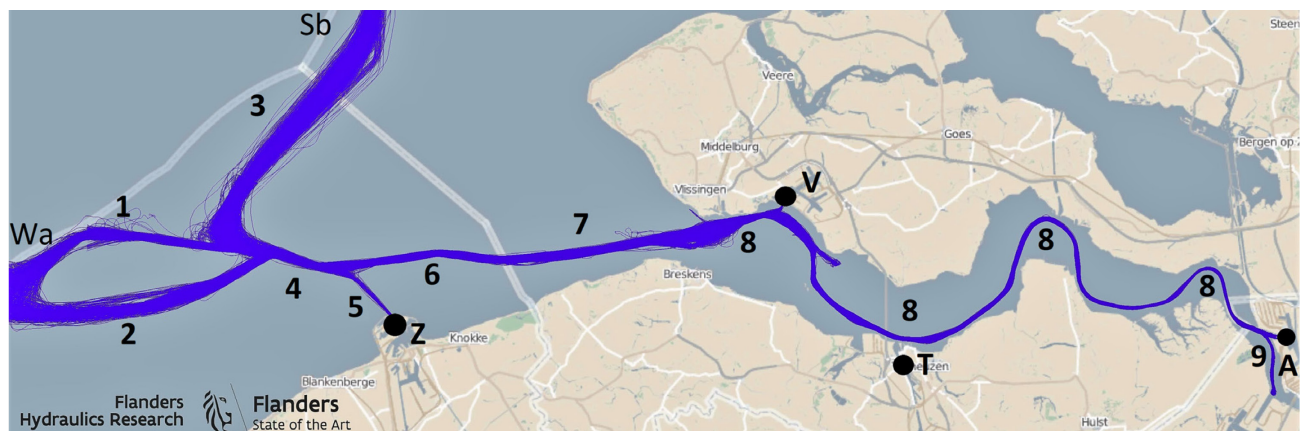 Sb
Steen
3
Veere
Goes
Middelburg
Bergen op
Vlissingen
V
1
Wa
7
8
8
6
Breskens
4
5
8
8
2
Z
Knokke
T
9
A
Blankenberge
Hulst
Flanders
Hydraulics Research
Flanders
State of the Art